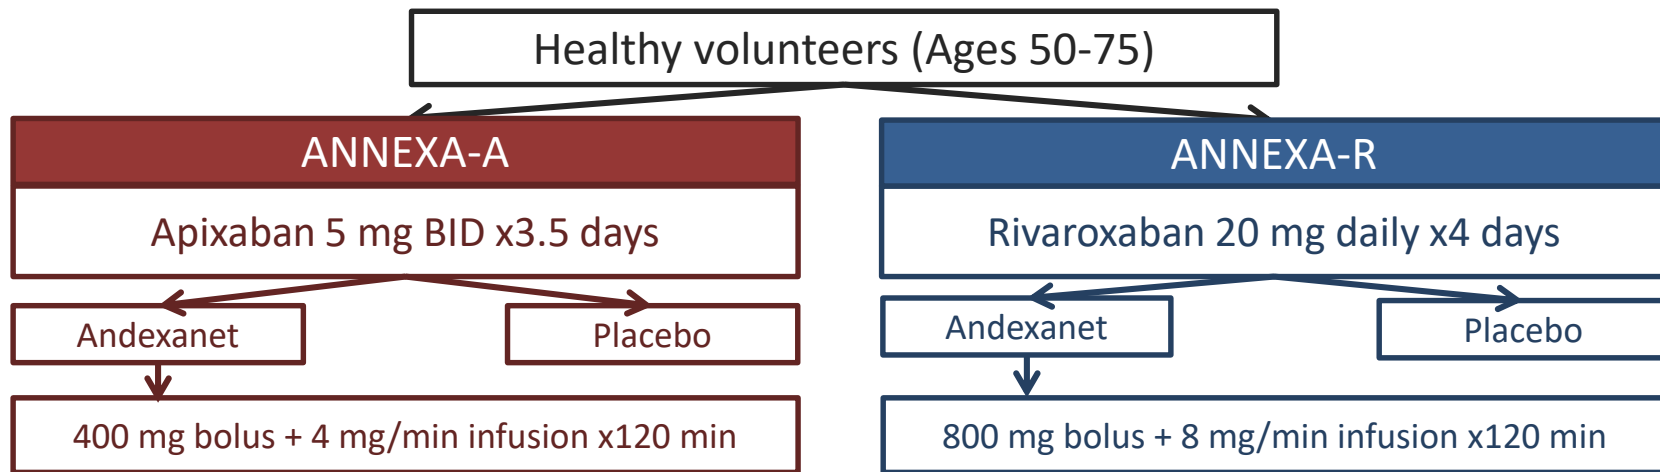 Healthy volunteers (Ages 50-75)
ANNEXA-A
Apixaban 5 mg BID x3.5 days
Andexanet
Placebo
400 mg bolus + 4 mg/min infusion x120 min
ANNEXA-R
Rivaroxaban 20 mg daily x4 days
Andexanet
Placebo
800 mg bolus + 8 mg/min infusion x120 min